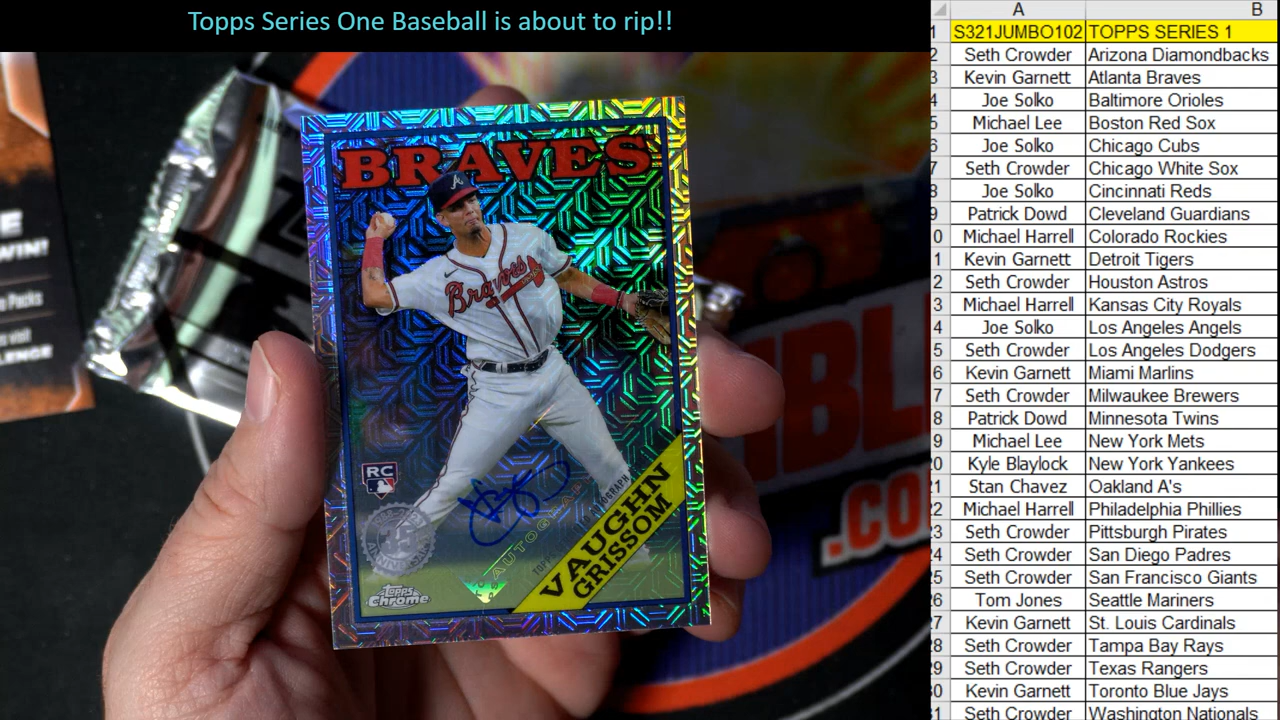 Topps Series One Baseball is about to rip!!
A B
1 S321JUMBO102 TOPPS SERIES 1
2 Seth Crowder Arizona Diamondbacks
3 Kevin Garnett Atlanta Braves
4 Joe Solko Baltimore Orioles
5 Michael Lee Boston Red Sox
6 Joe Solko Chicago Cubs
7 Seth Crowder Chicago White Sox
8 Joe Solko Cincinnati Reds
9 Patrick Dowd Cleveland Guardians
0 Michael Harrell Colorado Rockies
1 Kevin Garnett Detroit Tigers
2 Seth Crowder Houston Astros
3 Michael Harrell Kansas City Royals
4 Joe Solko Los Angeles Angels
5 Seth Crowder Los Angeles Dodgers
6 Kevin Garnett Miami Marlins
7 Seth Crowder Milwaukee Brewers
8 Patrick Dowd Minnesota Twins
9 Michael Lee New York Mets
20 Kyle Blaylock New York Yankees
21 Stan Chavez Oakland A's
22 Michael Harrell Philadelphia Phillies
23 Seth Crowder Pittsburgh Pirates
24 Seth Crowder San Diego Padres
25 Seth Crowder San Francisco Giants
26 Tom Jones Seattle Mariners
27 Kevin Garnett St. Louis Cardinals
28 Seth Crowder Tampa Bay Rays
29 Seth Crowder Texas Rangers
30 Kevin Garnett Toronto Blue Jays
31 Seth Crowder Washington Nationals
BRAVES
A
Braves
RC
AUTOGRAPH
VAUGHN
GRISSOM
Topps
Chrome
WIN!
Packs
visit
LLENGE
IBL
.CO